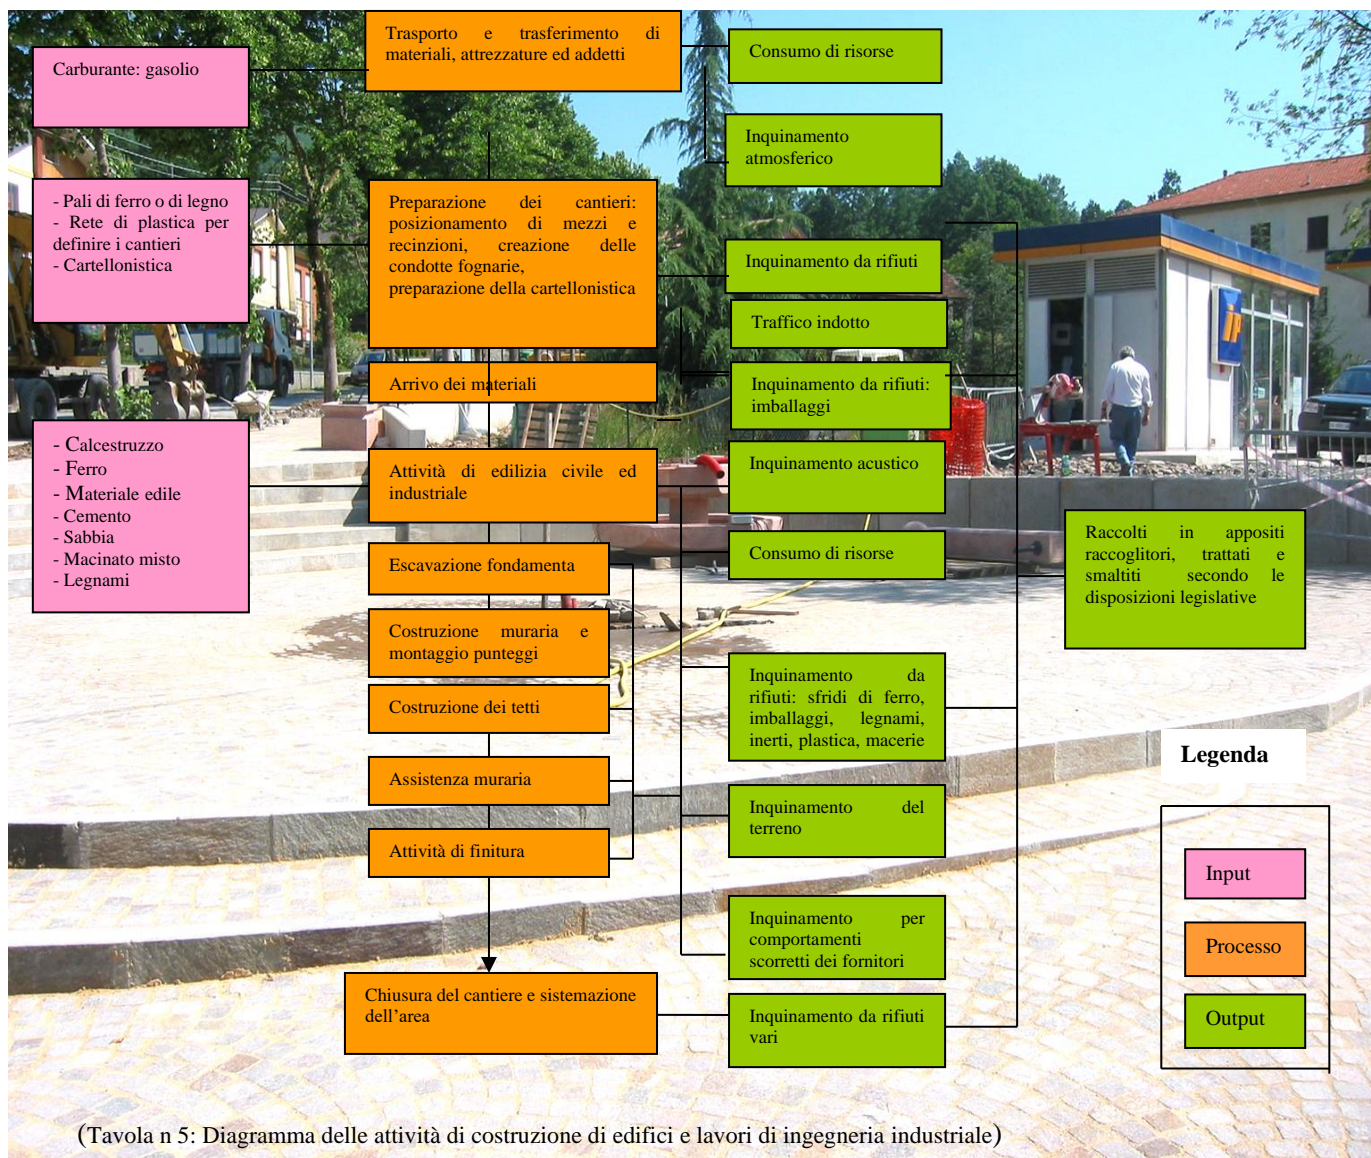 Trasporto e trasferimento di
materiali, attrezzature ed addetti
Carburante: gasolio
Consumo di risorse
Inquinamento
atmosferico
- Pali di ferro o di legno
- Rete di plastica per
definire i cantieri
- Cartellonistica
Preparazione dei cantieri:
posizionamento di mezzi e
recinzioni, creazione delle
condotte fognarie,
preparazione della cartellonistica
Inquinamento da rifiuti
Traffico indotto
Arrivo dei materiali
Inquinamento da rifiuti:
imballaggi
- Calcestruzzo
- Ferro
- Materiale edile
- Cemento
- Sabbia
- Macinato misto
- Legnami
Attività di edilizia civile ed
industriale
Inquinamento acustico
Consumo di risorse
Raccolti in appositi
raccoglitori, trattati e
smaltiti secondo le
disposizioni legislative
Escavazione fondamenta
Costruzione muraria e
montaggio punteggi
Costruzione dei tetti
Inquinamento da
rifiuti: sfridi di ferro,
imballaggi, legnami,
inerti, plastica, macerie
Assistenza muraria
Inquinamento del
terreno
Attività di finitura
Inquinamento per
comportamenti
scorretti dei fornitori
Chiusura del cantiere e sistemazione
dell'area
Inquinamento da rifiuti
vari
Legenda
Input
Processo
Output
(Tavola n 5: Diagramma delle attività di costruzione di edifici e lavori di ingegneria industriale)